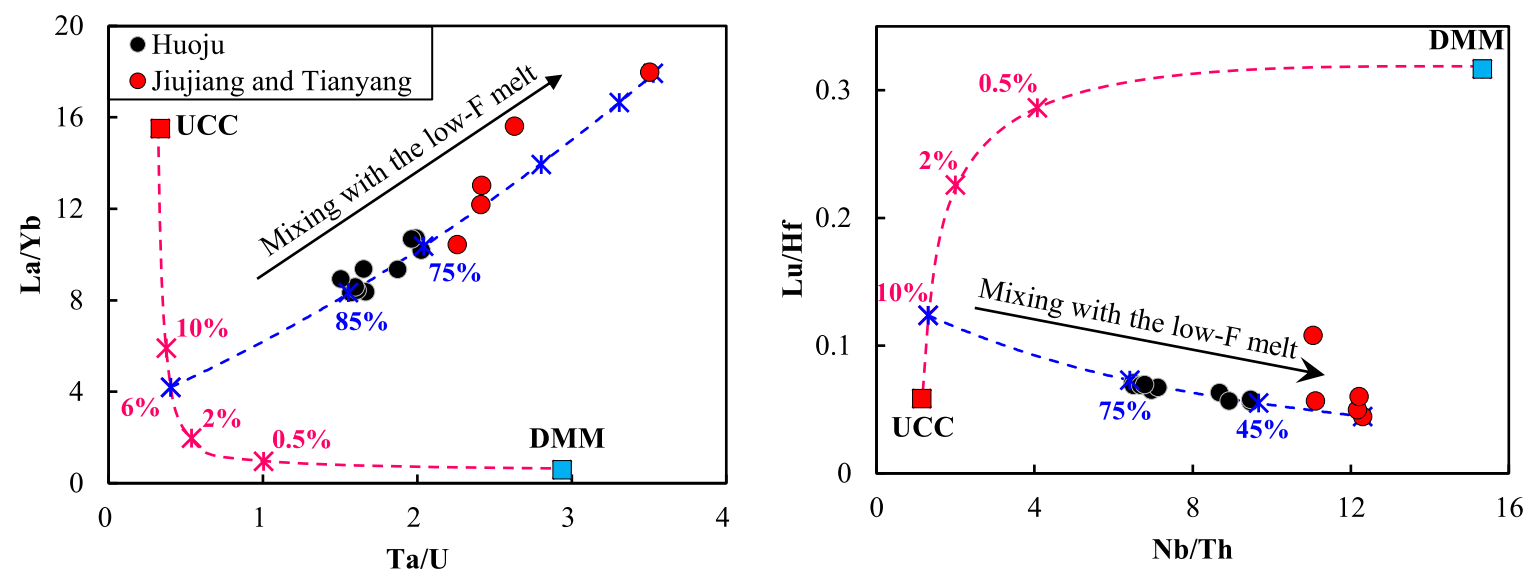 20
16
12
8
4
0
La/Yb
Huoju
Jiujiang and Tianyang
UCC
Mixing with the low-F melt
75%
85%
10%
6%
2%
0.5%
DMM
0
1
2
3
4
Ta/U
0.3
0.2
0.1
0
Lu/Hf
DMM
0.5%
2%
10%
Mixing with the low-F melt
UCC
75%
45%
0
4
8
12
16
Nb/Th